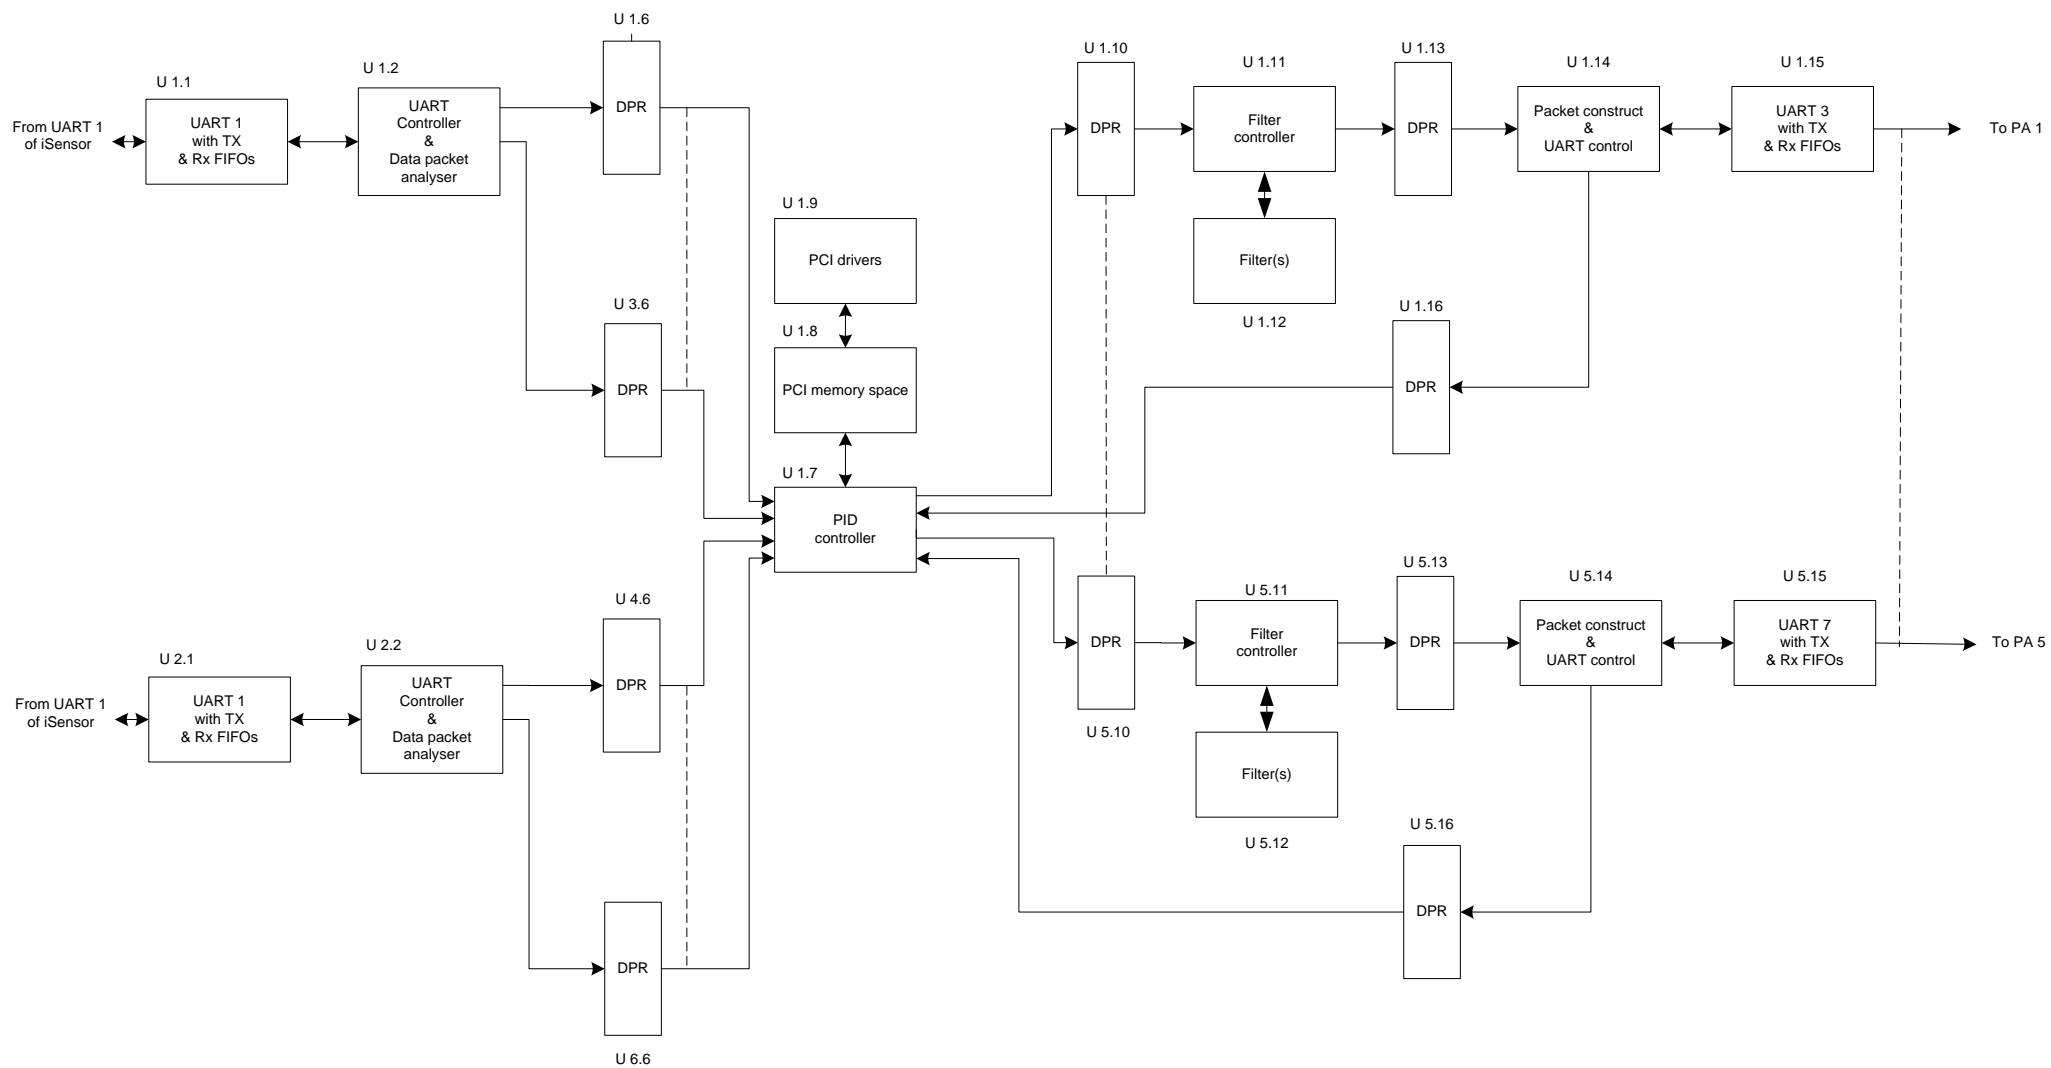 U 1.6
DPR
U 1.1
UART 1
with TX
& Rx FIFOs
From UART 1
of iSensor
U 1.2
UART
Controller
&
Data packet
analyser
U 3.6
DPR
U 1.9
PCI drivers
U 1.8
PCI memory space
U 1.7
PID
controller
U 2.1
UART 1
with TX
& Rx FIFOs
From UART 1
of iSensor
U 2.2
UART
Controller
&
Data packet
analyser
U 4.6
DPR
DPR
U 6.6
U 1.10
DPR
U 1.11
Filter
controller
Filter(s)
U 1.12
U 1.13
DPR
U 1.14
Packet construct
&
UART control
U 1.15
UART 3
with TX
& Rx FIFOs
To PA 1
U 1.16
DPR
DPR
U 5.10
U 5.11
Filter
controller
Filter(s)
U 5.12
U 5.13
DPR
U 5.14
Packet construct
&
UART control
U 5.15
UART 7
with TX
& Rx FIFOs
To PA 5
U 5.16
DPR